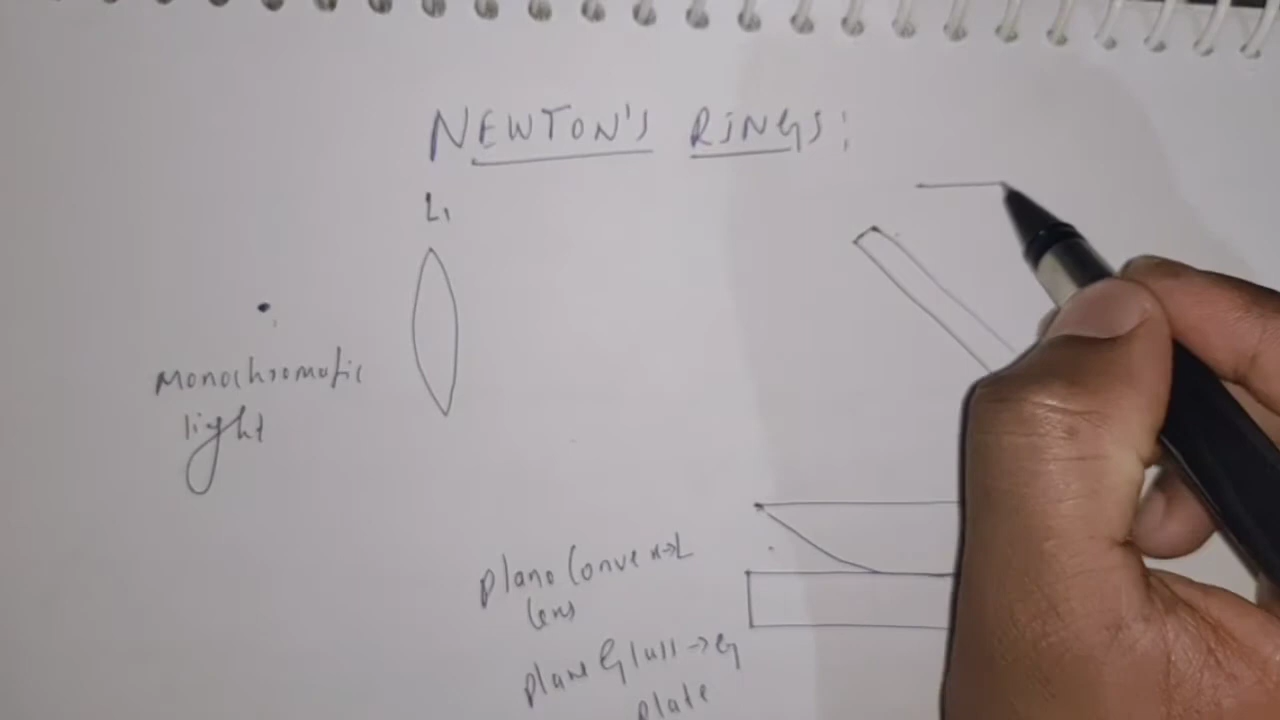 NEWTON'S RINGS:
L₁
Monochromatic
light
plano Convex → L
lens
plane Glass → G
plate